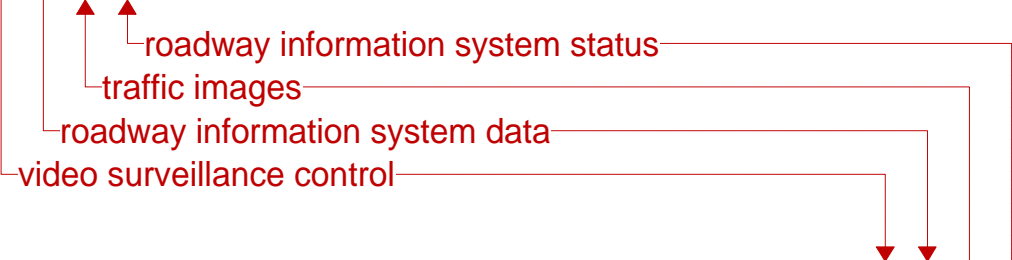 roadway information system status
traffic images
roadway information system data
video surveillance control